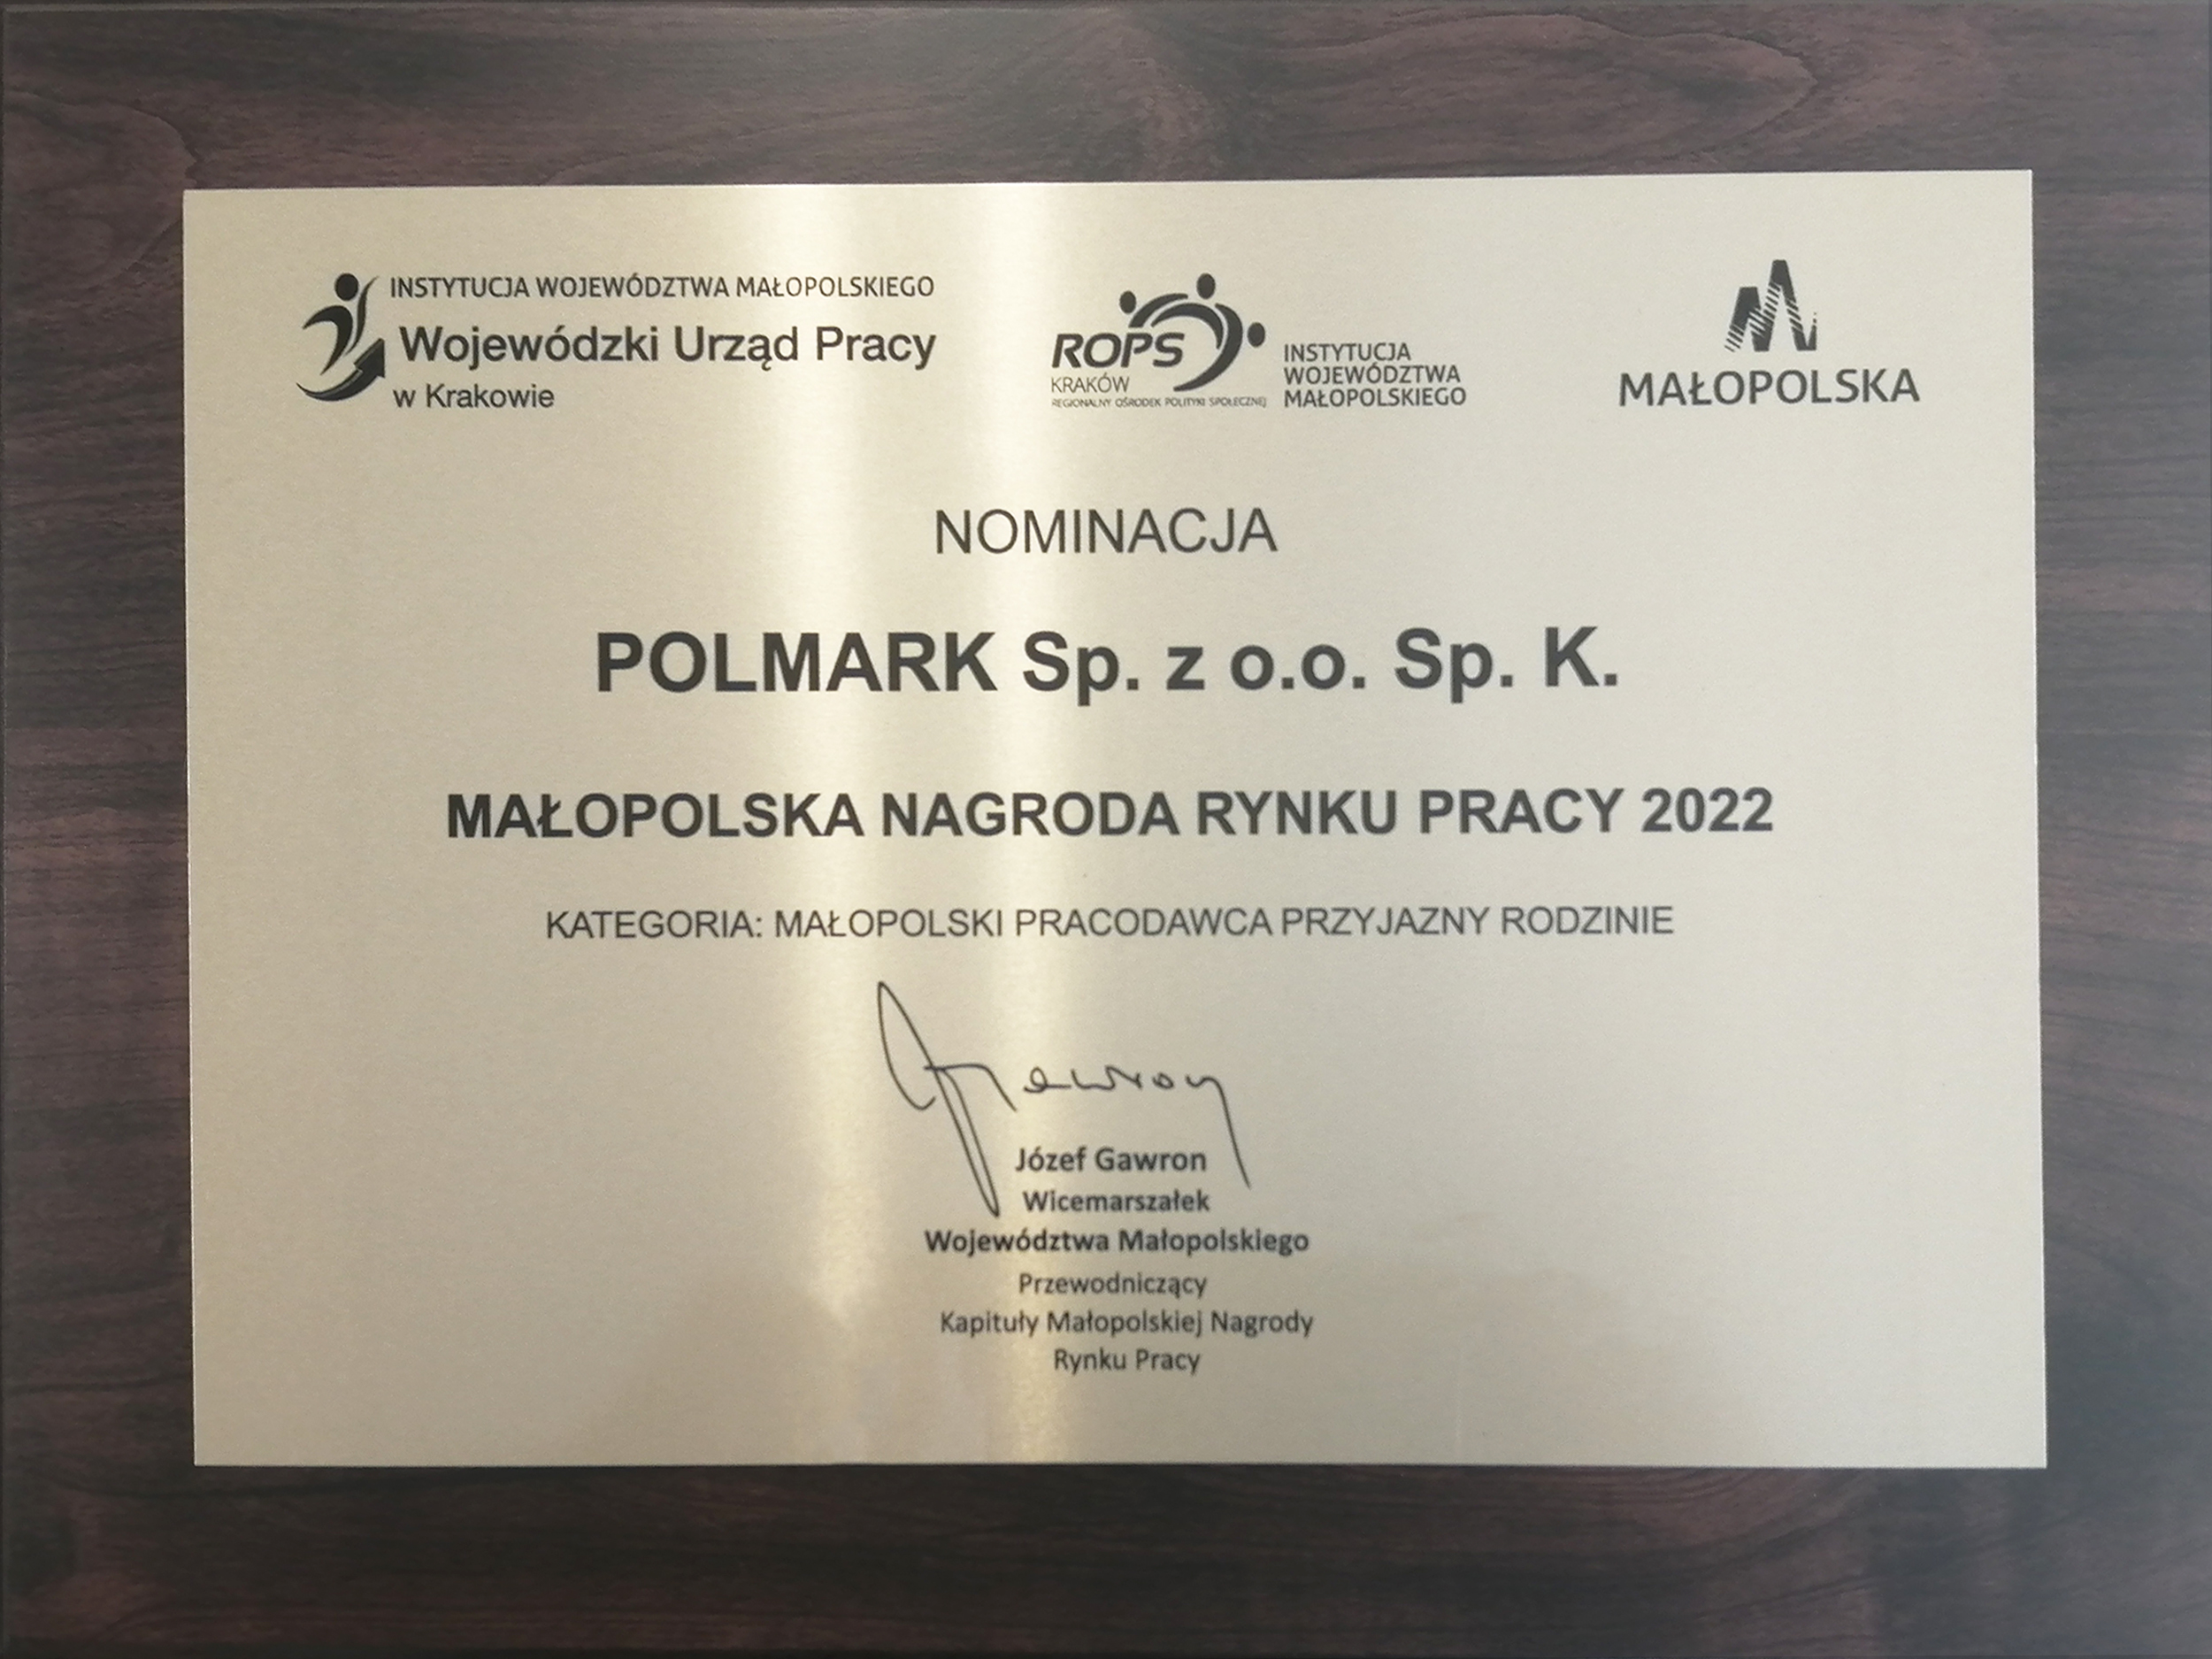 INSTYTUCJA WOJEWÓDZTWA MAŁOPOLSKIEGO
Wojewódzki Urząd Pracy
w Krakowie
ROPS
KRAKÓW
REGIONALNY OŚRODEK POLITYKI SPOŁECZNEJ
INSTYTUCJA
WOJEWÓDZTWA
MAŁOPOLSKIEGO
MAŁOPOLSKA
NOMINACJA
POLMARK Sp. z o.o. Sp. K.
MAŁOPOLSKA NAGRODA RYNKU PRACY 2022
KATEGORIA: MAŁOPOLSKI PRACODAWCA PRZYJAZNY RODZINIE
Gawron
Józef Gawron
Wicemarszałek
Województwa Małopolskiego
Przewodniczący
Kapituły Małopolskiej Nagrody
Rynku Pracy